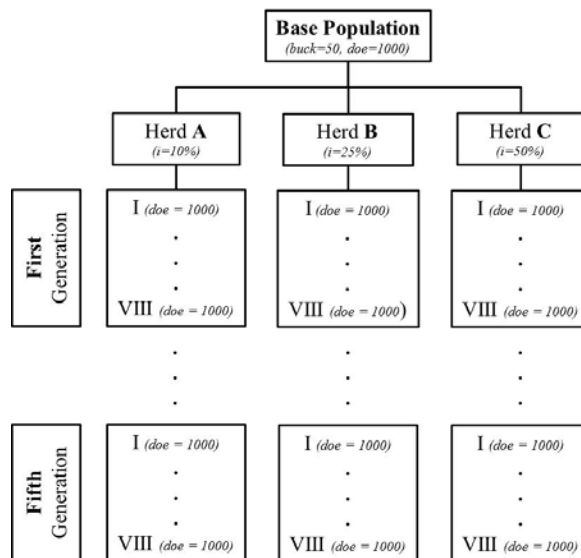 Base Population
(buck=50, doe=1000)
Herd A
(i=10%)
Herd B
(i=25%)
Herd C
(i=50%)
First
Generation
I (doe = 1000)
VIII (doe = 1000)
I (doe = 1000)
VIII (doe = 1000)
I (doe = 1000)
VIII (doe = 1000)
Fifth
Generation
I (doe = 1000)
VIII (doe = 1000)
I (doe = 1000)
VIII (doe = 1000)
I (doe = 1000)
VIII (doe = 1000)